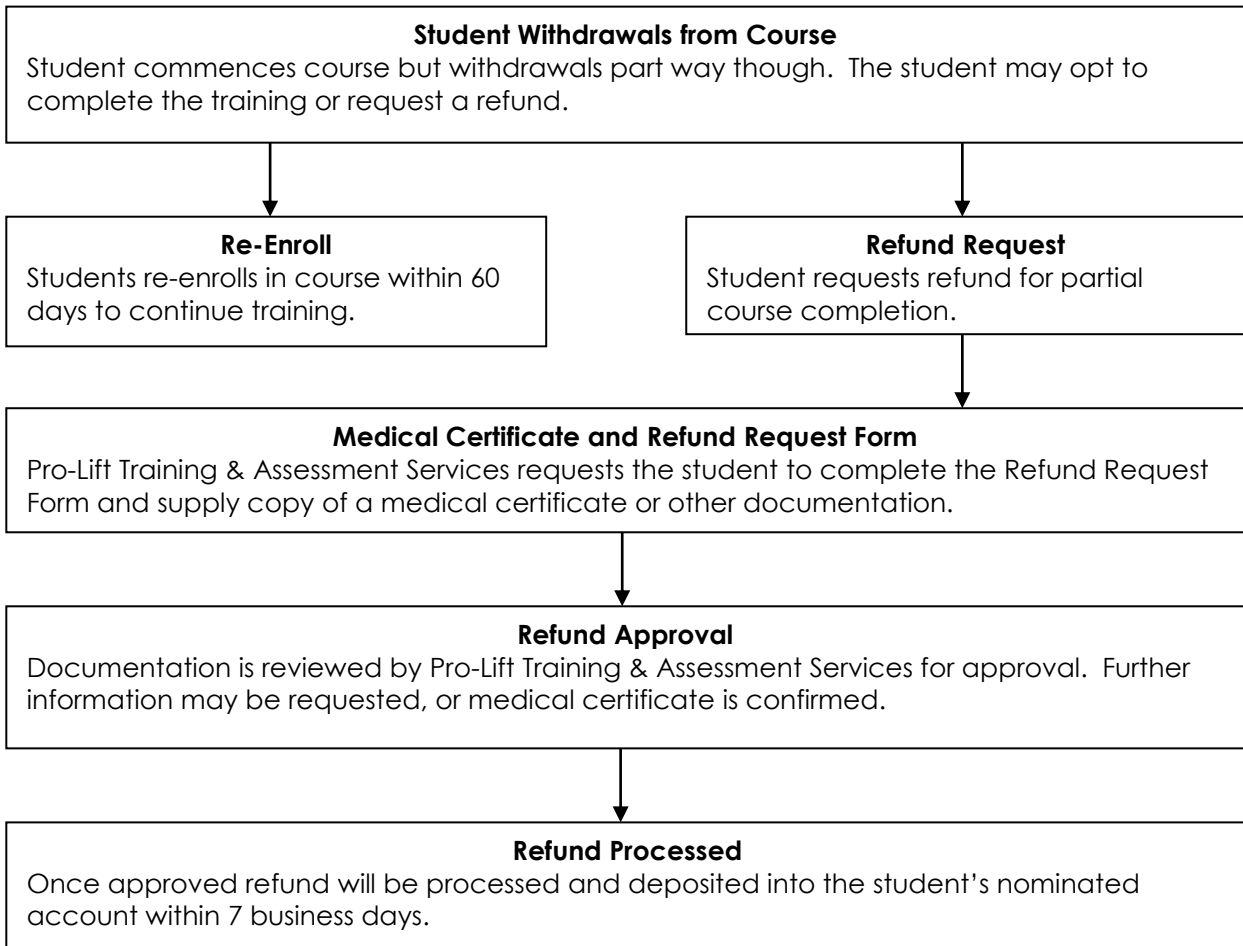 Student Withdrawals from Course
Student commences course but withdrawals part way though.  The student may opt to
complete the training or request a refund.
Re-Enroll
Students re-enrolls in course within 60
days to continue training.
Refund Request
Student requests refund for partial
course completion.
Medical Certificate and Refund Request Form
Pro-Lift Training & Assessment Services requests the student to complete the Refund Request
Form and supply copy of a medical certificate or other documentation.
Refund Approval
Documentation is reviewed by Pro-Lift Training & Assessment Services for approval.  Further
information may be requested, or medical certificate is confirmed.
Refund Processed
Once approved refund will be processed and deposited into the student’s nominated
account within 7 business days.